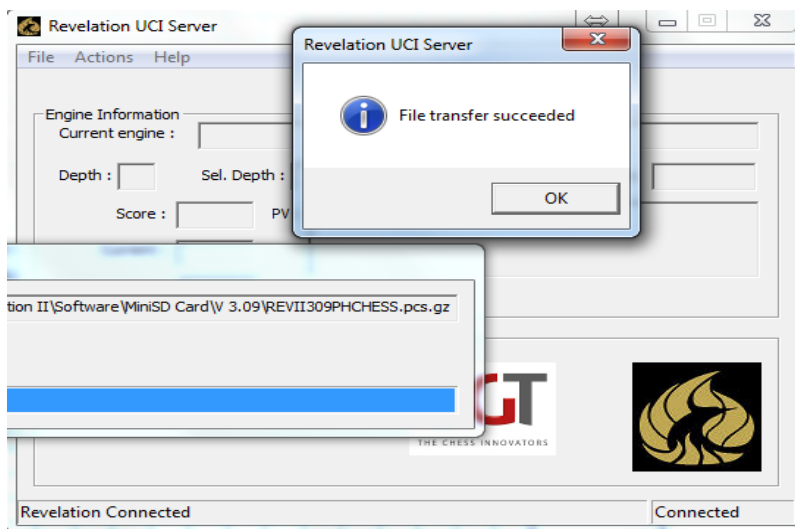 Revelation UCI Server
File Actions Help
Revelation UCI Server
File transfer succeeded
OK
Engine Information
Current engine :
Depth :
Sel. Depth :
Score :
PV
tion II\Software\MiniSD Card\V 3.09\REVII309PHCHESS.pcs.gz
GT
THE CHESS INNOVATORS
Revelation Connected
Connected